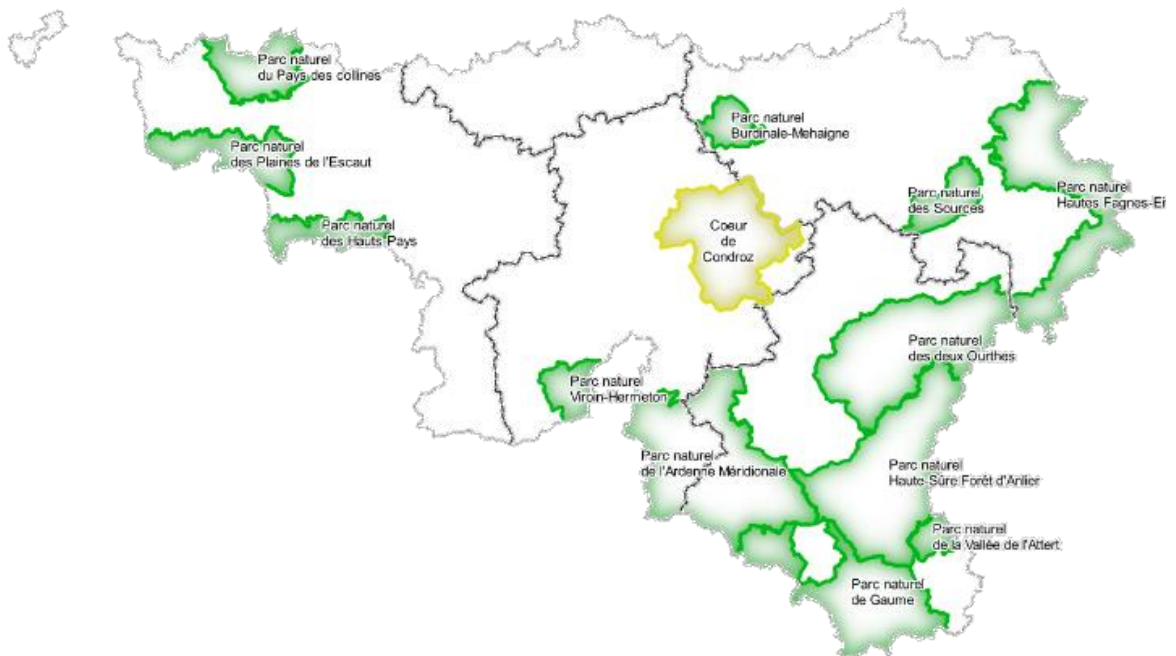 Parc naturel
du Pays des collines
Parc naturel
Burdinale-Mehaigne
Parc naturel
des Plaines de l'Escaut
Parc naturel
des Sources
Parc naturel
Hautes Fagnes-Ei
Parc naturel
des Hauts Pays
Coeur
de
Condroz
Parc naturel
des deux Ourthes
Parc naturel
Viroin-Hermeton
Parc naturel
de l'Ardenne Méridionale
Parc naturel
Haute-Sûre Forêt d'Anlier
Parc naturel
de la Vallée de l'Attert
Parc naturel
de Gaume